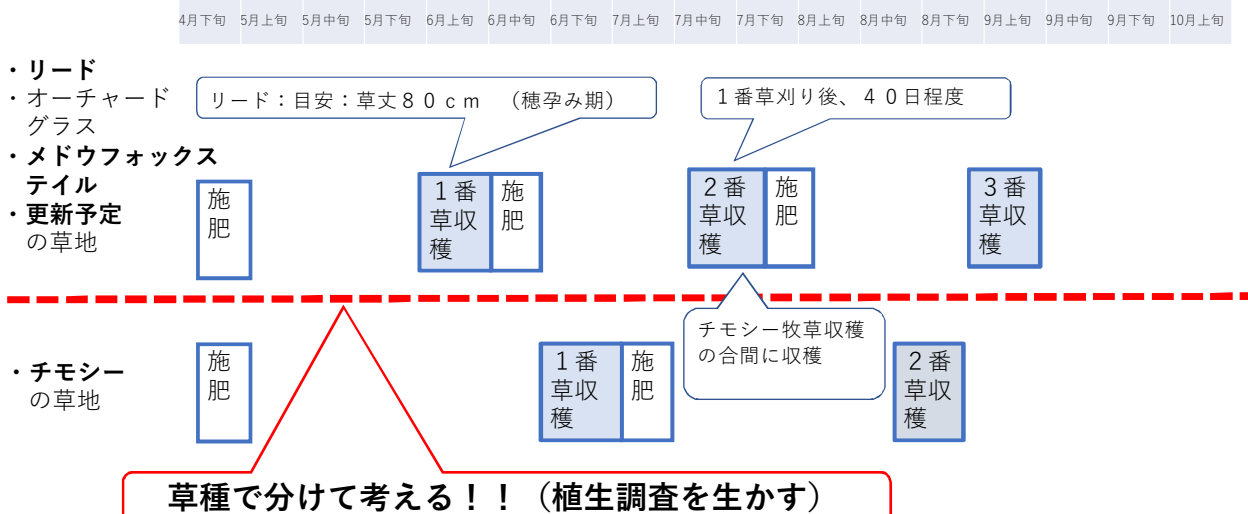 4月下旬 5月上旬 5月中旬 5月下旬 6月上旬 6月中旬 6月下旬 7月上旬 7月中旬 7月下旬 8月上旬 8月中旬 8月下旬 9月上旬 9月中旬 9月下旬 10月上旬
・リード
・オーチャード
グラス
・メドウフォックス
テイル
・更新予定
の草地
リード：目安：草丈８０ｃｍ　（穂孕み期）
１番草刈り後、４０日程度
施
肥
１番
草収
穫
施
肥
２番
草収
穫
施
肥
３番
草収
穫
チモシー牧草収穫
の合間に収穫
・チモシー
の草地
施
肥
１番
草収
穫
施
肥
２番
草収
穫
草種で分けて考える！！（植生調査を生かす）